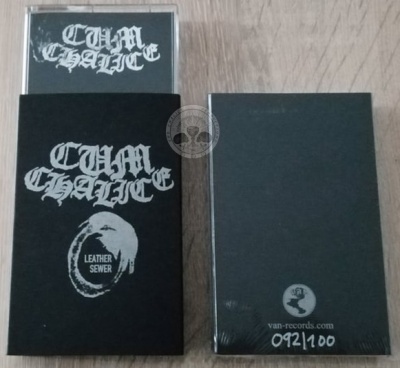 CUM
CHALICE
CUM
CHALICE
LEATHER
SEWER
van-records.com
092/100